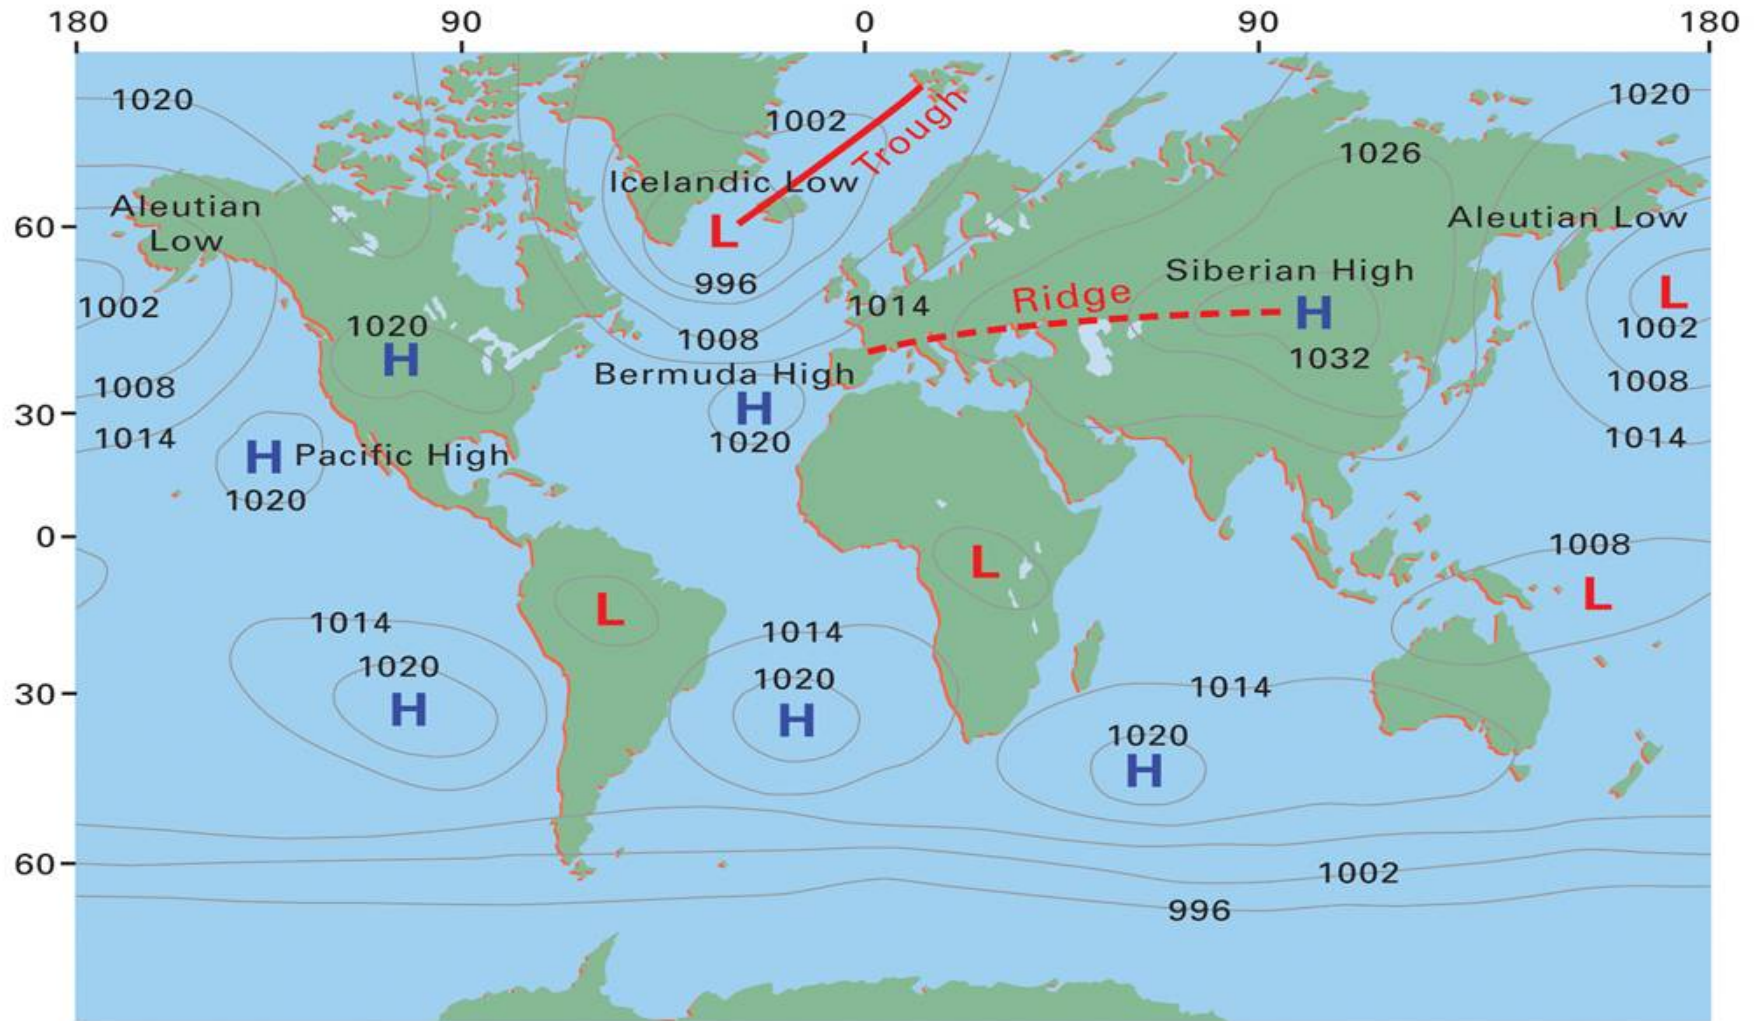 180 90 0 90 180
1020
1020
1002
Trough
1026
Icelandic Low
Aleutian
Low
60
L
Aleutian Low
996
Siberian High
Ridge
H
L
1002
1014
1002
1020
H
1008
1032
Bermuda High
1008
1008
30
H
1014
1020
1014
H Pacific High
1020
0
1008
L
L
L
1014
1014
1020
1020
1014
30
H
H
1020
H
60
1002
996